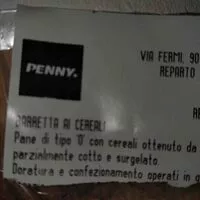 PENNY.
VIA FERMI, 90
REPARTO
BARRETTA AI CEREALI
Pane di tipo '0' con cereali ottenuto da
parzialmente cotto e surgelato.
Doratura e confezionamento operati in